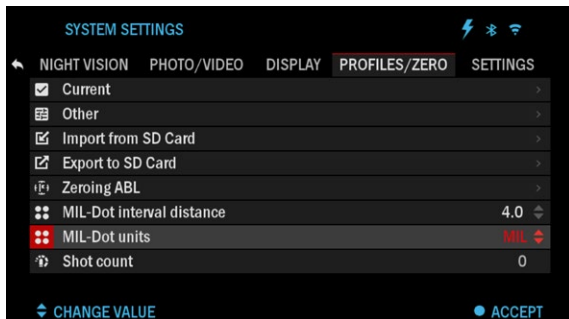 SYSTEM SETTINGS
NIGHT VISION PHOTO/VIDEO DISPLAY PROFILES/ZERO SETTINGS
Current
Other
Import from SD Card
Export to SD Card
Zeroing ABL
MIL-Dot interval distance 4.0
MIL-Dot units MIL
Shot count 0
CHANGE VALUE ACCEPT